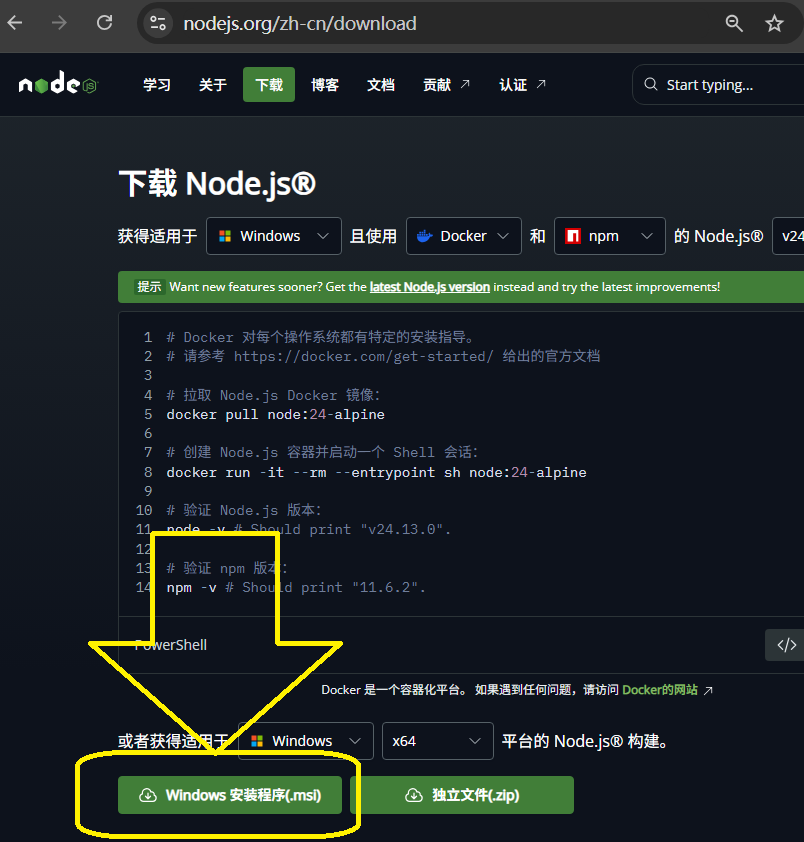 nodejs.org/zh-cn/download
node JS
学习 关于 下载 博客 文档 贡献 ↗ 认证 ↗ Start typing...
下载 Node.js®
获得适用于 Windows 且使用 Docker 和 npm 的 Node.js® v24
提示 Want new features sooner? Get the latest Node.js version instead and try the latest improvements!
1 # Docker 对每个操作系统都有特定的安装指导。
2 # 请参考 https://docker.com/get-started/ 给出的官方文档
3
4 # 拉取 Node.js Docker 镜像:
5 docker pull node:24-alpine
6
7 # 创建 Node.js 容器并启动一个 Shell 会话:
8 docker run -it --rm --entrypoint sh node:24-alpine
9
10 # 验证 Node.js 版本:
11 node -v # Should print "v24.13.0".
12
13 # 验证 npm 版本:
14 npm -v # Should print "11.6.2".
PowerShell </>
Docker 是一个容器化平台。 如果遇到任何问题，请访问 Docker的网站 ↗
或者获得适用于 Windows x64 平台的 Node.js® 构建。
Windows 安装程序(.msi) 独立文件(.zip)